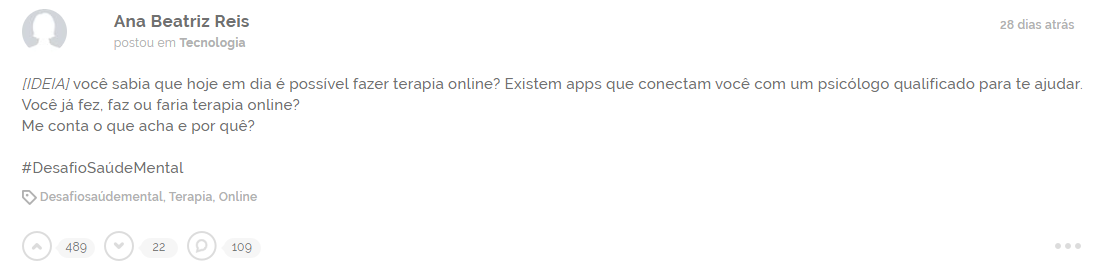 Ana Beatriz Reis
28 dias atrás
postou em Tecnologia
[IDEIA] você sabia que hoje em dia é possível fazer terapia online? Existem apps que conectam você com um psicólogo qualificado para te ajudar.
Você já fez, faz ou faria terapia online?
Me conta o que acha e por quê?
#DesafioSaúdeMental
Desafiosaúdemental, Terapia, Online
489 22 109